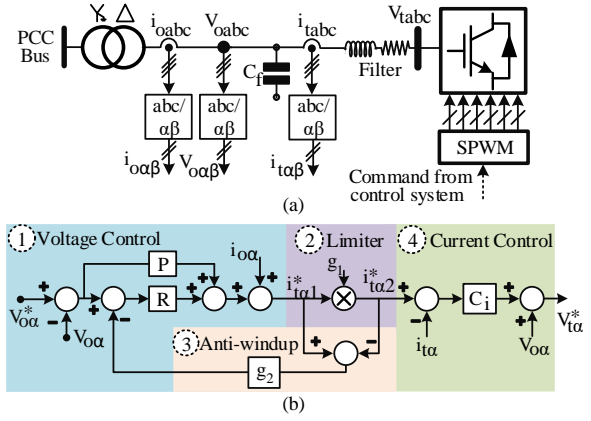 PCC
Bus
Y Δ
i_oabc
V_oabc
C_f
i_tabc
Filter
V_tabc
abc/
αβ
abc/
αβ
abc/
αβ
i_oαβ
V_oαβ
i_tαβ
SPWM
Command from
control system
(a)
1 Voltage Control
2 Limiter
4 Current Control
P
i_oα
g_1
+ + + + + + + + +
R
i*_tα1
i*_tα2
C_i
V*_oα
V_oα
- - - - + +
i_tα
V_oα
V*_tα
3 Anti-windup
g_2
(b)